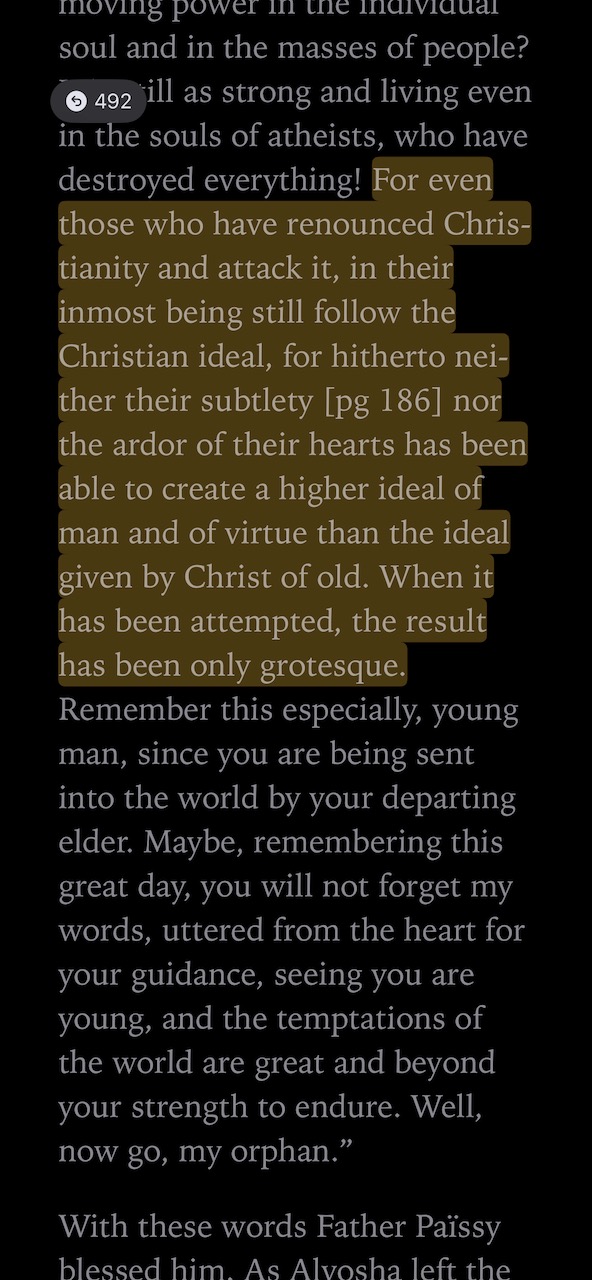 moving power in the individual
soul and in the masses of people?
492
ill as strong and living even
in the souls of atheists, who have
destroyed everything! For even
those who have renounced Chris-
tianity and attack it, in their
inmost being still follow the
Christian ideal, for hitherto nei-
ther their subtlety [pg 186] nor
the ardor of their hearts has been
able to create a higher ideal of
man and of virtue than the ideal
given by Christ of old. When it
has been attempted, the result
has been only grotesque.
Remember this especially, young
man, since you are being sent
into the world by your departing
elder. Maybe, remembering this
great day, you will not forget my
words, uttered from the heart for
your guidance, seeing you are
young, and the temptations of
the world are great and beyond
your strength to endure. Well,
now go, my orphan.”
With these words Father Païssy
blessed him. As Alyosha left the